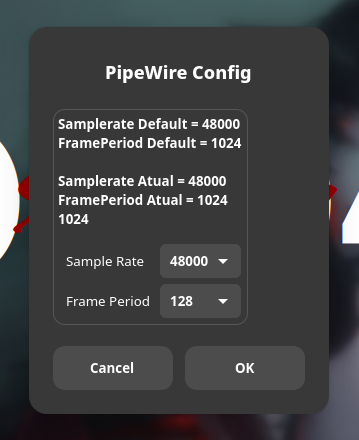 PipeWire Config
Samplerate Default = 48000
FramePeriod Default = 1024
Samplerate Atual = 48000
FramePeriod Atual = 1024
1024
Sample Rate 48000
Frame Period 128
Cancel OK